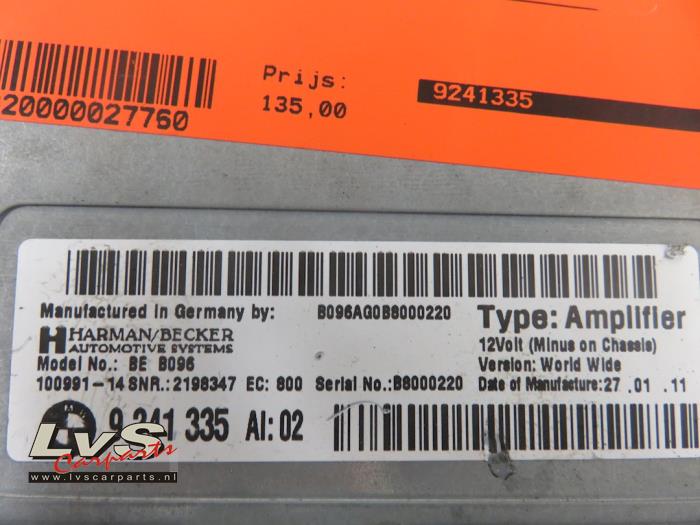 Prijs:
135,00
9241335
20000027760
Manufactured in Germany by:
B096AG0B8000220
Type: Amplifier
HARMAN/BECKER
AUTOMOTIVE SYSTEMS
12Volt (Minus on Chassis)
Model No.: BE B096
Version: World Wide
100991-14 SNR.: 2198347 EC: 800
Serial No.: B8000220
Date of Manufacture: 27 .01 .11
9 241 335 AI: 02
LVS
Carparts
www.lvscarparts.nl